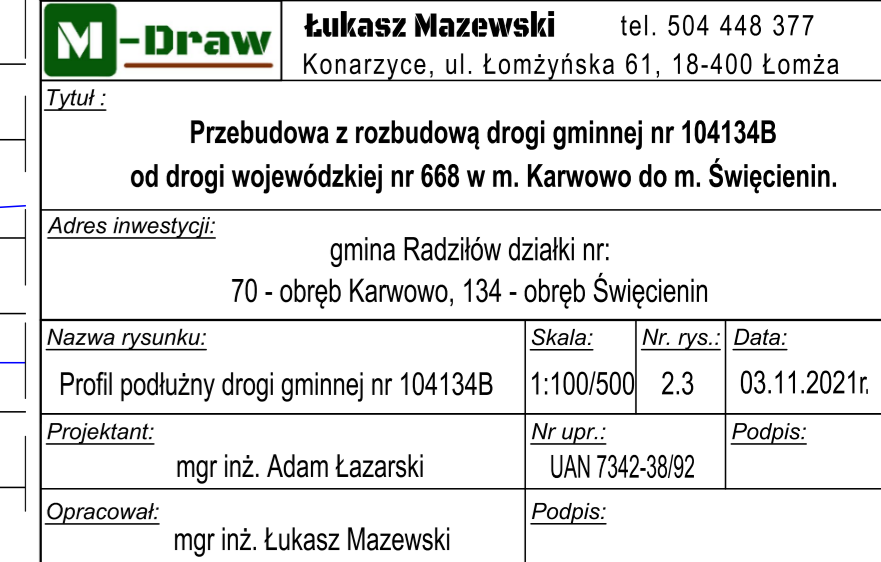 M-Draw
Łukasz Mazewski tel. 504 448 377
Konarzyce, ul. Łomżyńska 61, 18-400 Łomża
Tytuł :
Przebudowa z rozbudową drogi gminnej nr 104134B
od drogi wojewódzkiej nr 668 w m. Karwowo do m. Święcienin.
Adres inwestycji:
gmina Radziłów działki nr:
70 - obręb Karwowo, 134 - obręb Święcienin
Nazwa rysunku: Skala: Nr. rys.: Data:
Profil podłużny drogi gminnej nr 104134B 1:100/500 2.3 03.11.2021r.
Projektant: Nr upr.: Podpis:
mgr inż. Adam Łazarski UAN 7342-38/92
Opracował: Podpis:
mgr inż. Łukasz Mazewski